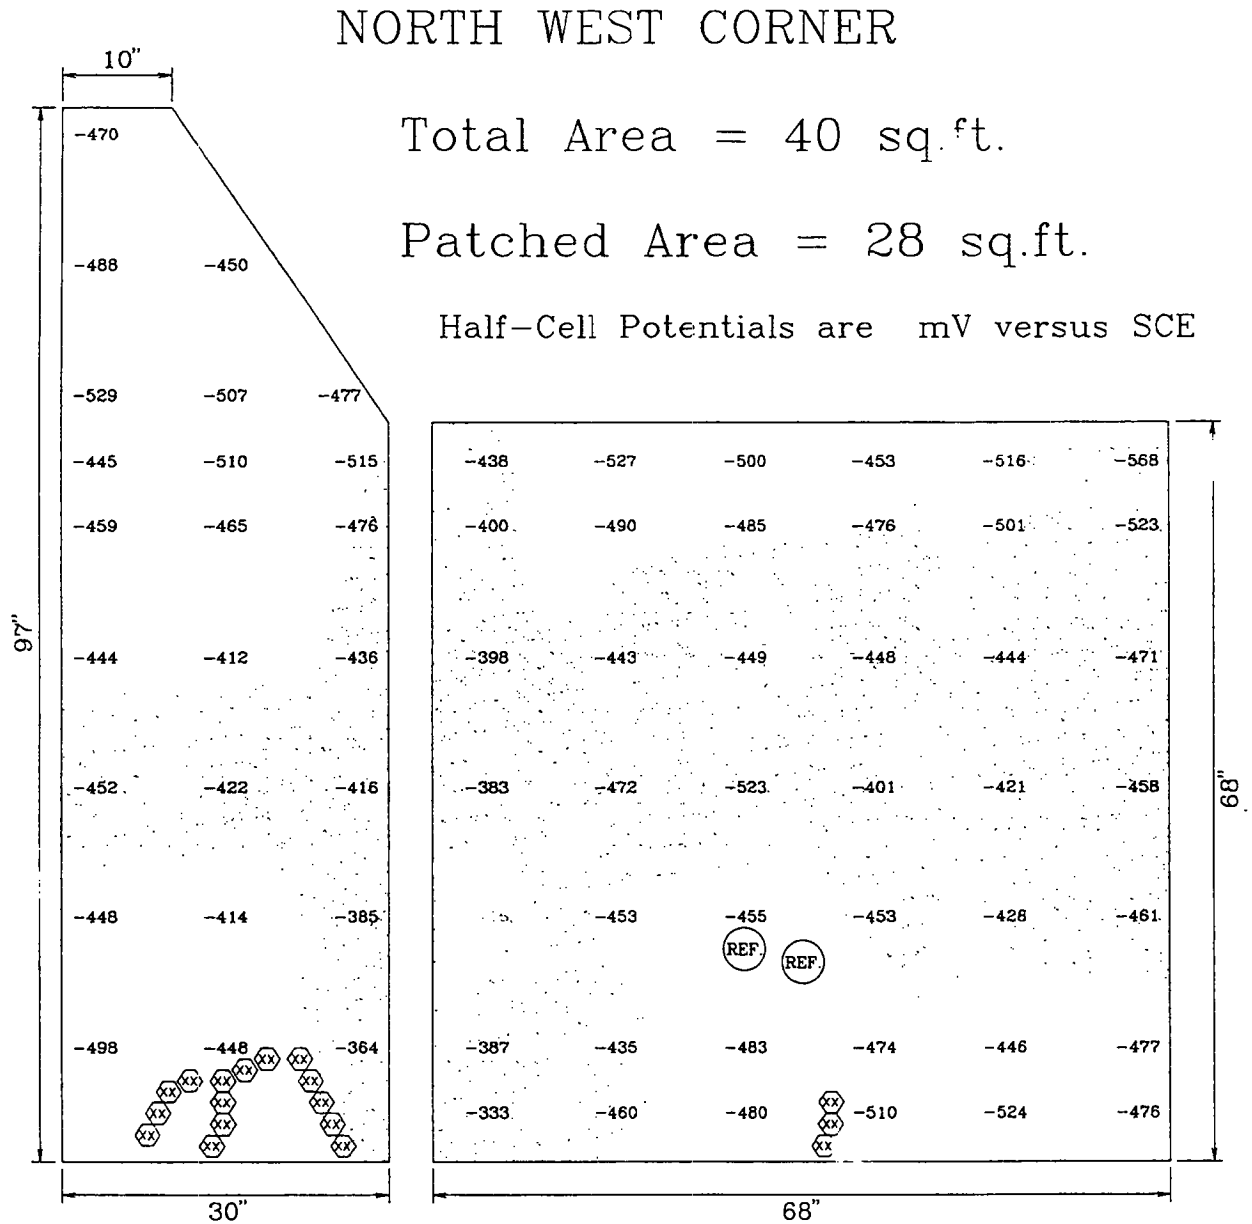 NORTH WEST CORNER
10"
Total Area = 40 sq.ft.
Patched Area = 28 sq.ft.
Half-Cell Potentials are mV versus SCE
-470
-488 -450
-529 -507 -477
-445 -510 -515 -438 -527 -500 -453 -516 -568
-459 -465 -476 -400 -490 -485 -476 -501 -523
97"
-444 -412 -436 -398 -443 -449 -448 -444 -471
-452 -422 -416 -383 -472 -523 -401 -421 -458
68"
-448 -414 -385 -453 -455 -453 -428 -461
REF. REF.
-498 -448 -364 -387 -435 -483 -474 -446 -477
XX XX XX
XX XX XX XX
XX XX XX XX
XX XX XX XX
-333 -460 -480 -510 -524 -476
XX XX XX
XX XX XX XX
30" 68"